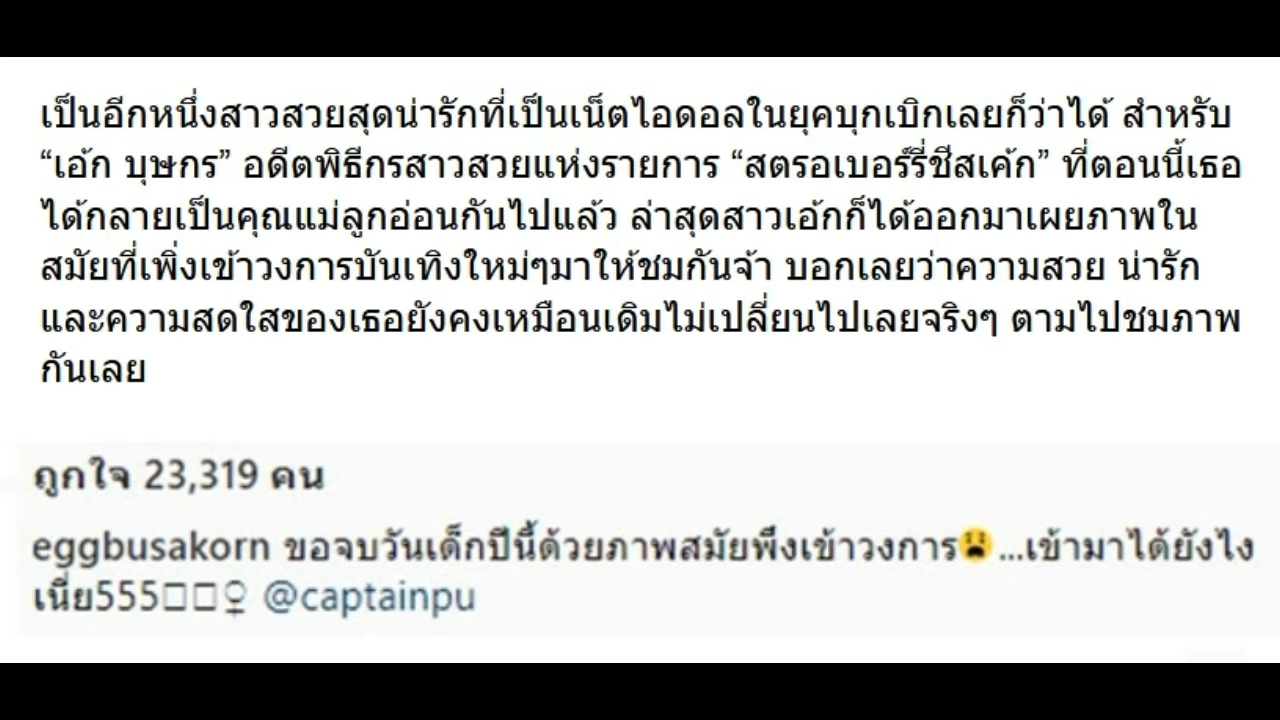 เป็นอีกหนึ่งสาวสวยสุดน่ารักที่เป็นเน็ตไอดอลในยุคบุกเบิกเลยก็ว่าได้ สำหรับ
“เอ้ก บุษกร” อดีตพิธีกรสาวสวยแห่งรายการ “สตรอเบอร์รี่ชีสเค้ก” ที่ตอนนี้เธอ
ได้กลายเป็นคุณแม่ลูกอ่อนกันไปแล้ว ล่าสุดสาวเอ้กก็ได้ออกมาเผยภาพใน
สมัยที่เพิ่งเข้าวงการบันเทิงใหม่ๆมาให้ชมกันจ้า บอกเลยว่าความสวย น่ารัก
และความสดใสของเธอยังคงเหมือนเดิมไม่เปลี่ยนไปเลยจริงๆ ตามไปชมภาพ
กันเลย
ถูกใจ 23,319 คน
eggbusakorn ขอจบวันเด็กปีนี้ด้วยภาพสมัยพึ่งเข้าวงการ😫...เข้ามาได้ยังไง
เนี่ย555□□♀ @captainpu